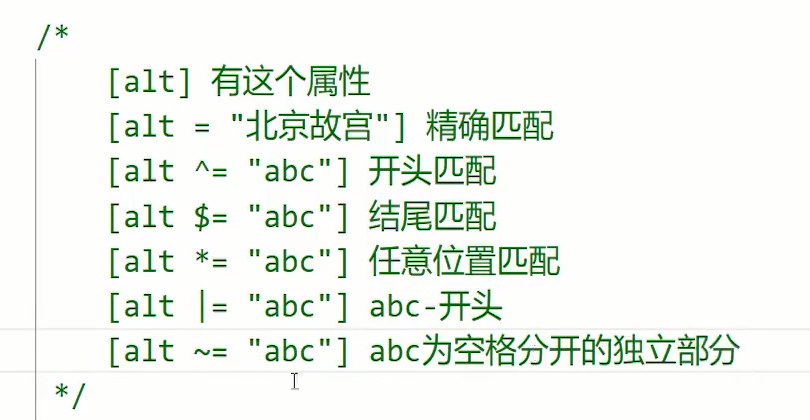 /*
[alt] 有这个属性
[alt = "北京故宫"] 精确匹配
[alt ^= "abc"] 开头匹配
[alt $= "abc"] 结尾匹配
[alt *= "abc"] 任意位置匹配
[alt |= "abc"] abc-开头
[alt ~= "abc"] abc为空格分开的独立部分
*/